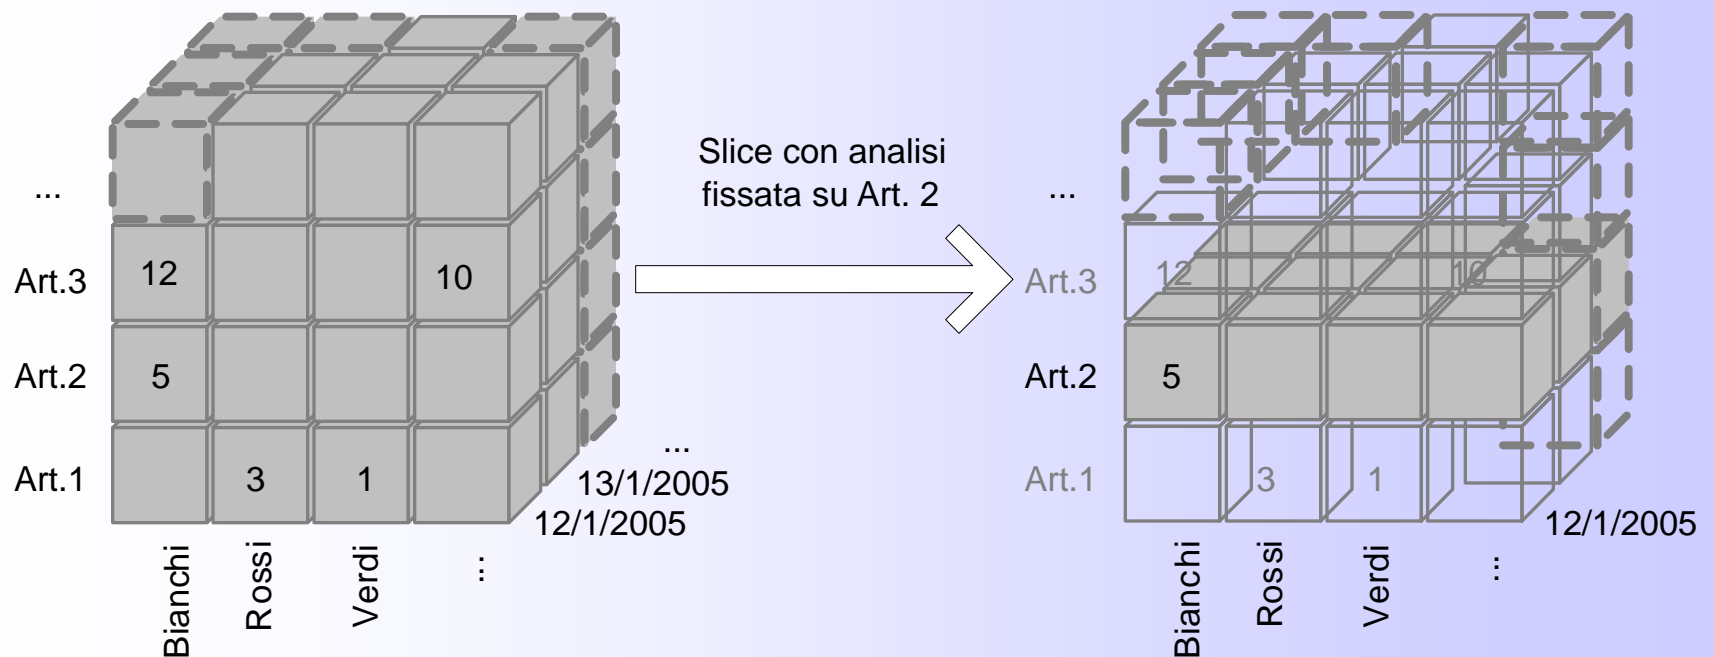 ...
Art.3
Art.2
Art.1
12
10
5
3
1
...
13/1/2005
12/1/2005
Bianchi
Rossi
Verdi
...
Slice con analisi
fissata su Art. 2
...
Art.3
Art.2
Art.1
12
10
5
3
1
12/1/2005
Bianchi
Rossi
Verdi
...